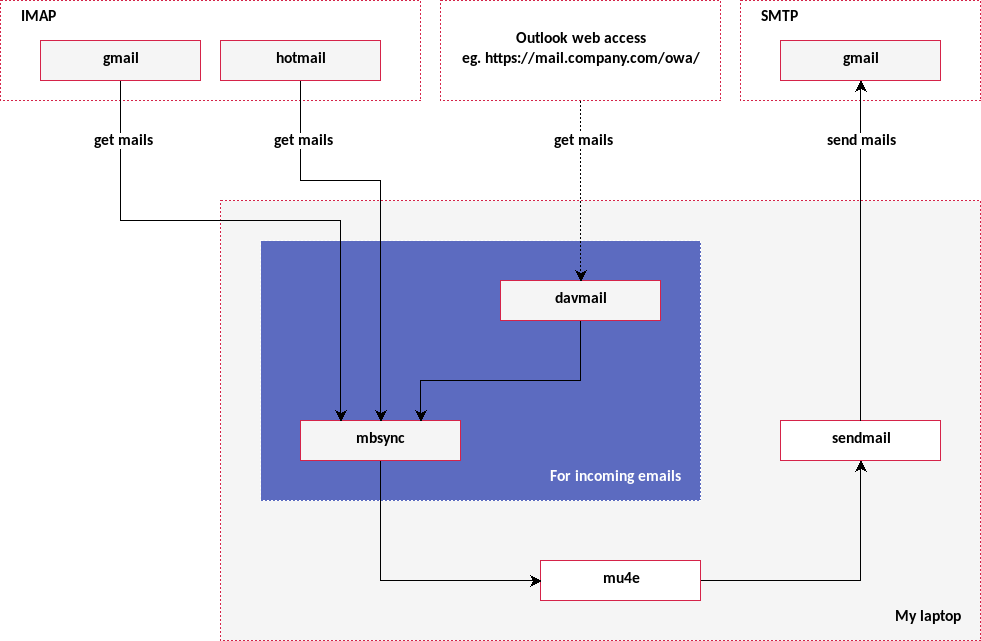 IMAP
gmail
hotmail
Outlook web access
eg. https://mail.company.com/owa/
SMTP
gmail
get mails
get mails
get mails
send mails
davmail
mbsync
For incoming emails
sendmail
mu4e
My laptop